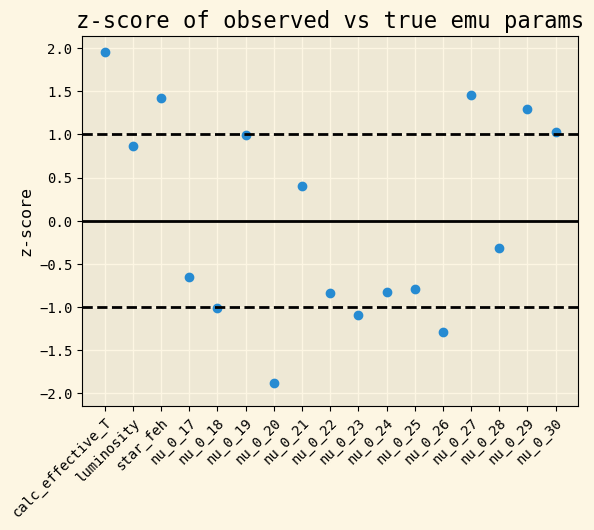 z-score of observed vs true emu params
z-score
2.0
1.5
1.0
0.5
0.0
−0.5
−1.0
−1.5
−2.0
calc_effective_T
luminosity
star_feh
nu_0_17
nu_0_18
nu_0_19
nu_0_20
nu_0_21
nu_0_22
nu_0_23
nu_0_24
nu_0_25
nu_0_26
nu_0_27
nu_0_28
nu_0_29
nu_0_30